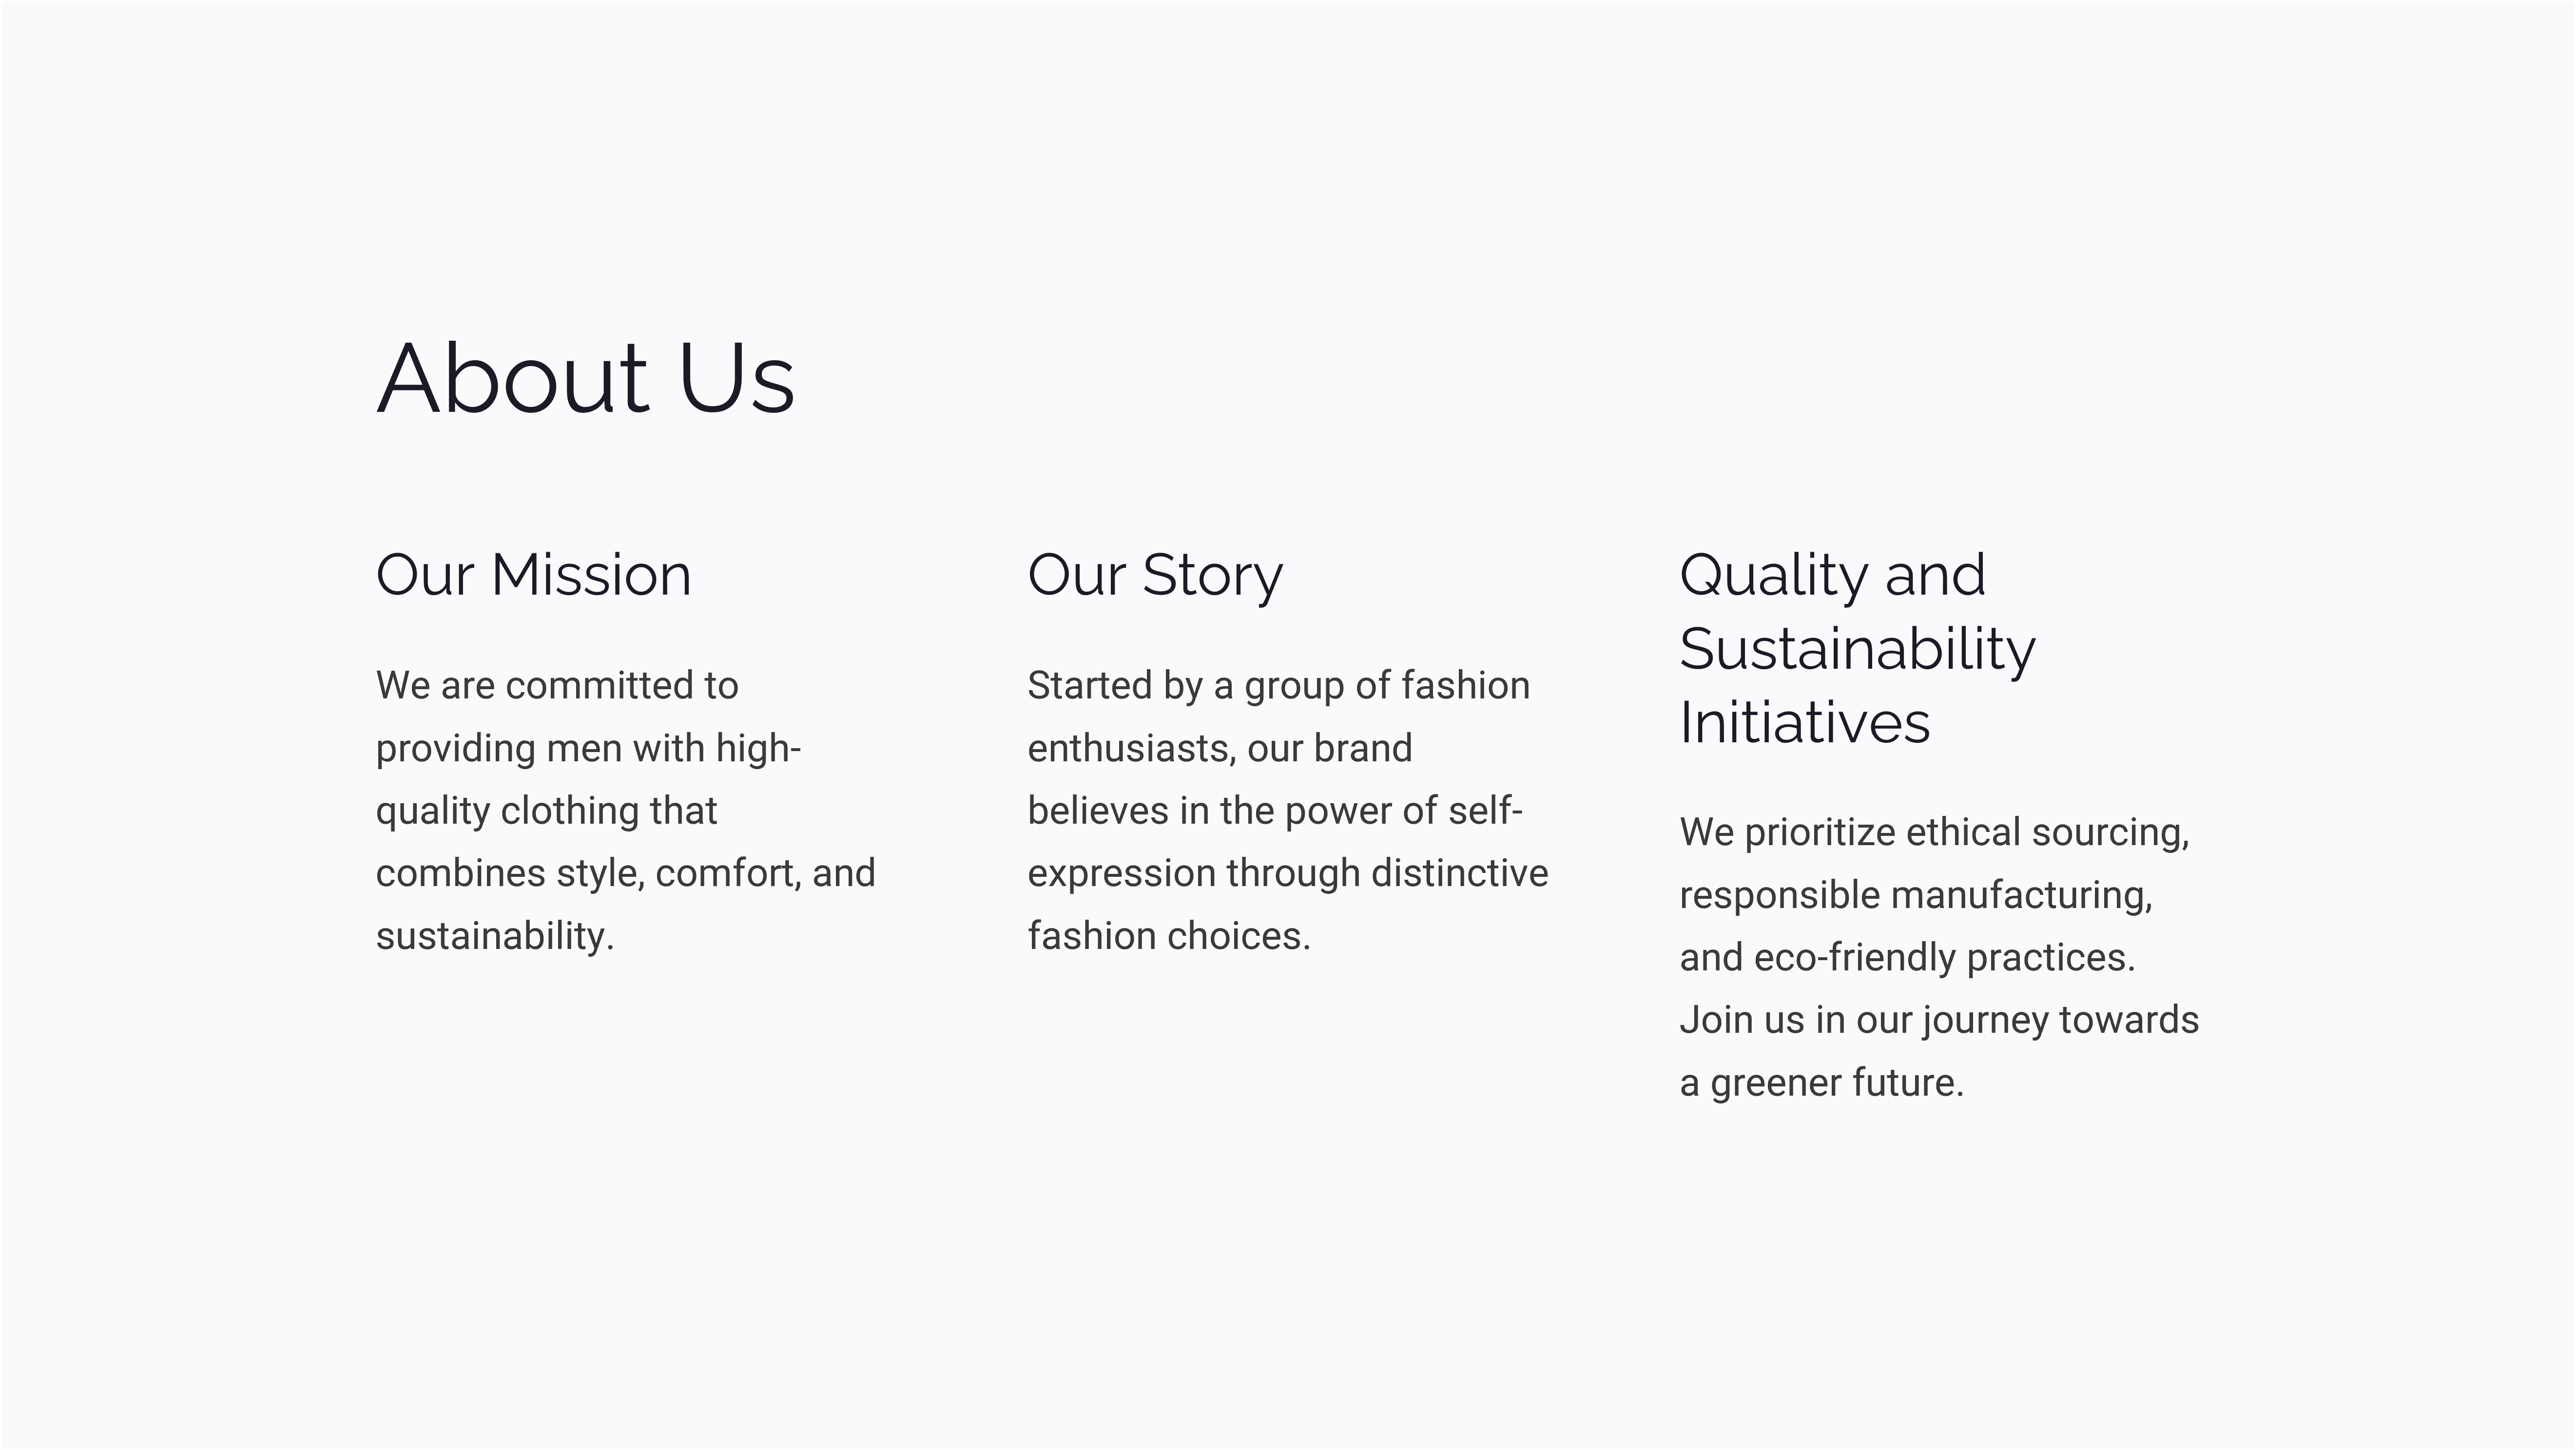 About Us
Our Mission
We are committed to
providing men with high-
quality clothing that
combines style, comfort, and
sustainability.
Our Story
Started by a group of fashion
enthusiasts, our brand
believes in the power of self-
expression through distinctive
fashion choices.
Quality and
Sustainability
Initiatives
We prioritize ethical sourcing,
responsible manufacturing,
and eco-friendly practices.
Join us in our journey towards
a greener future.